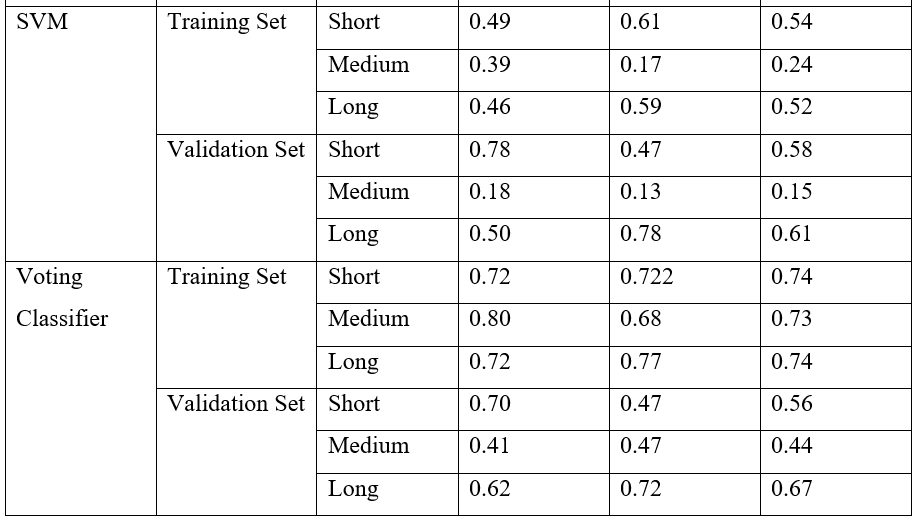 SVM Training Set Short 0.49 0.61 0.54
Medium 0.39 0.17 0.24
Long 0.46 0.59 0.52
Validation Set Short 0.78 0.47 0.58
Medium 0.18 0.13 0.15
Long 0.50 0.78 0.61
Voting Training Set Short 0.72 0.722 0.74
Classifier Medium 0.80 0.68 0.73
Long 0.72 0.77 0.74
Validation Set Short 0.70 0.47 0.56
Medium 0.41 0.47 0.44
Long 0.62 0.72 0.67